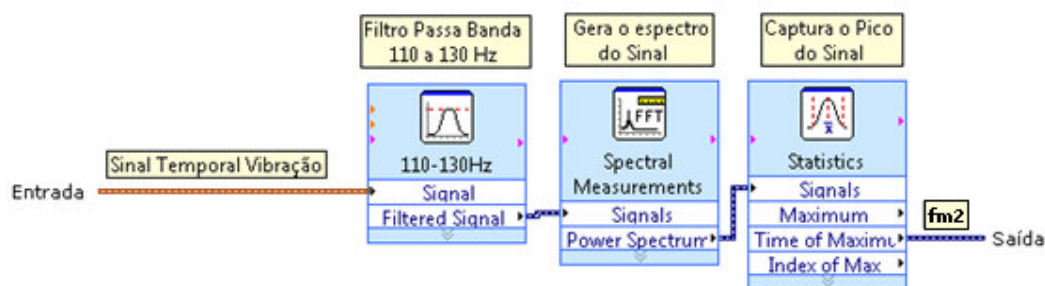 Filtro Passa Banda
110 a 130 Hz
Gera o espectro
do Sinal
Captura o Pico
do Sinal
Sinal Temporal Vibração
Entrada
110-130Hz
Signal
Filtered Signal
FFT
Spectral
Measurements
Signals
Power Spectrum
x̄
Statistics
Signals
Maximum
Time of Maximu
Index of Max
fm2
Saída